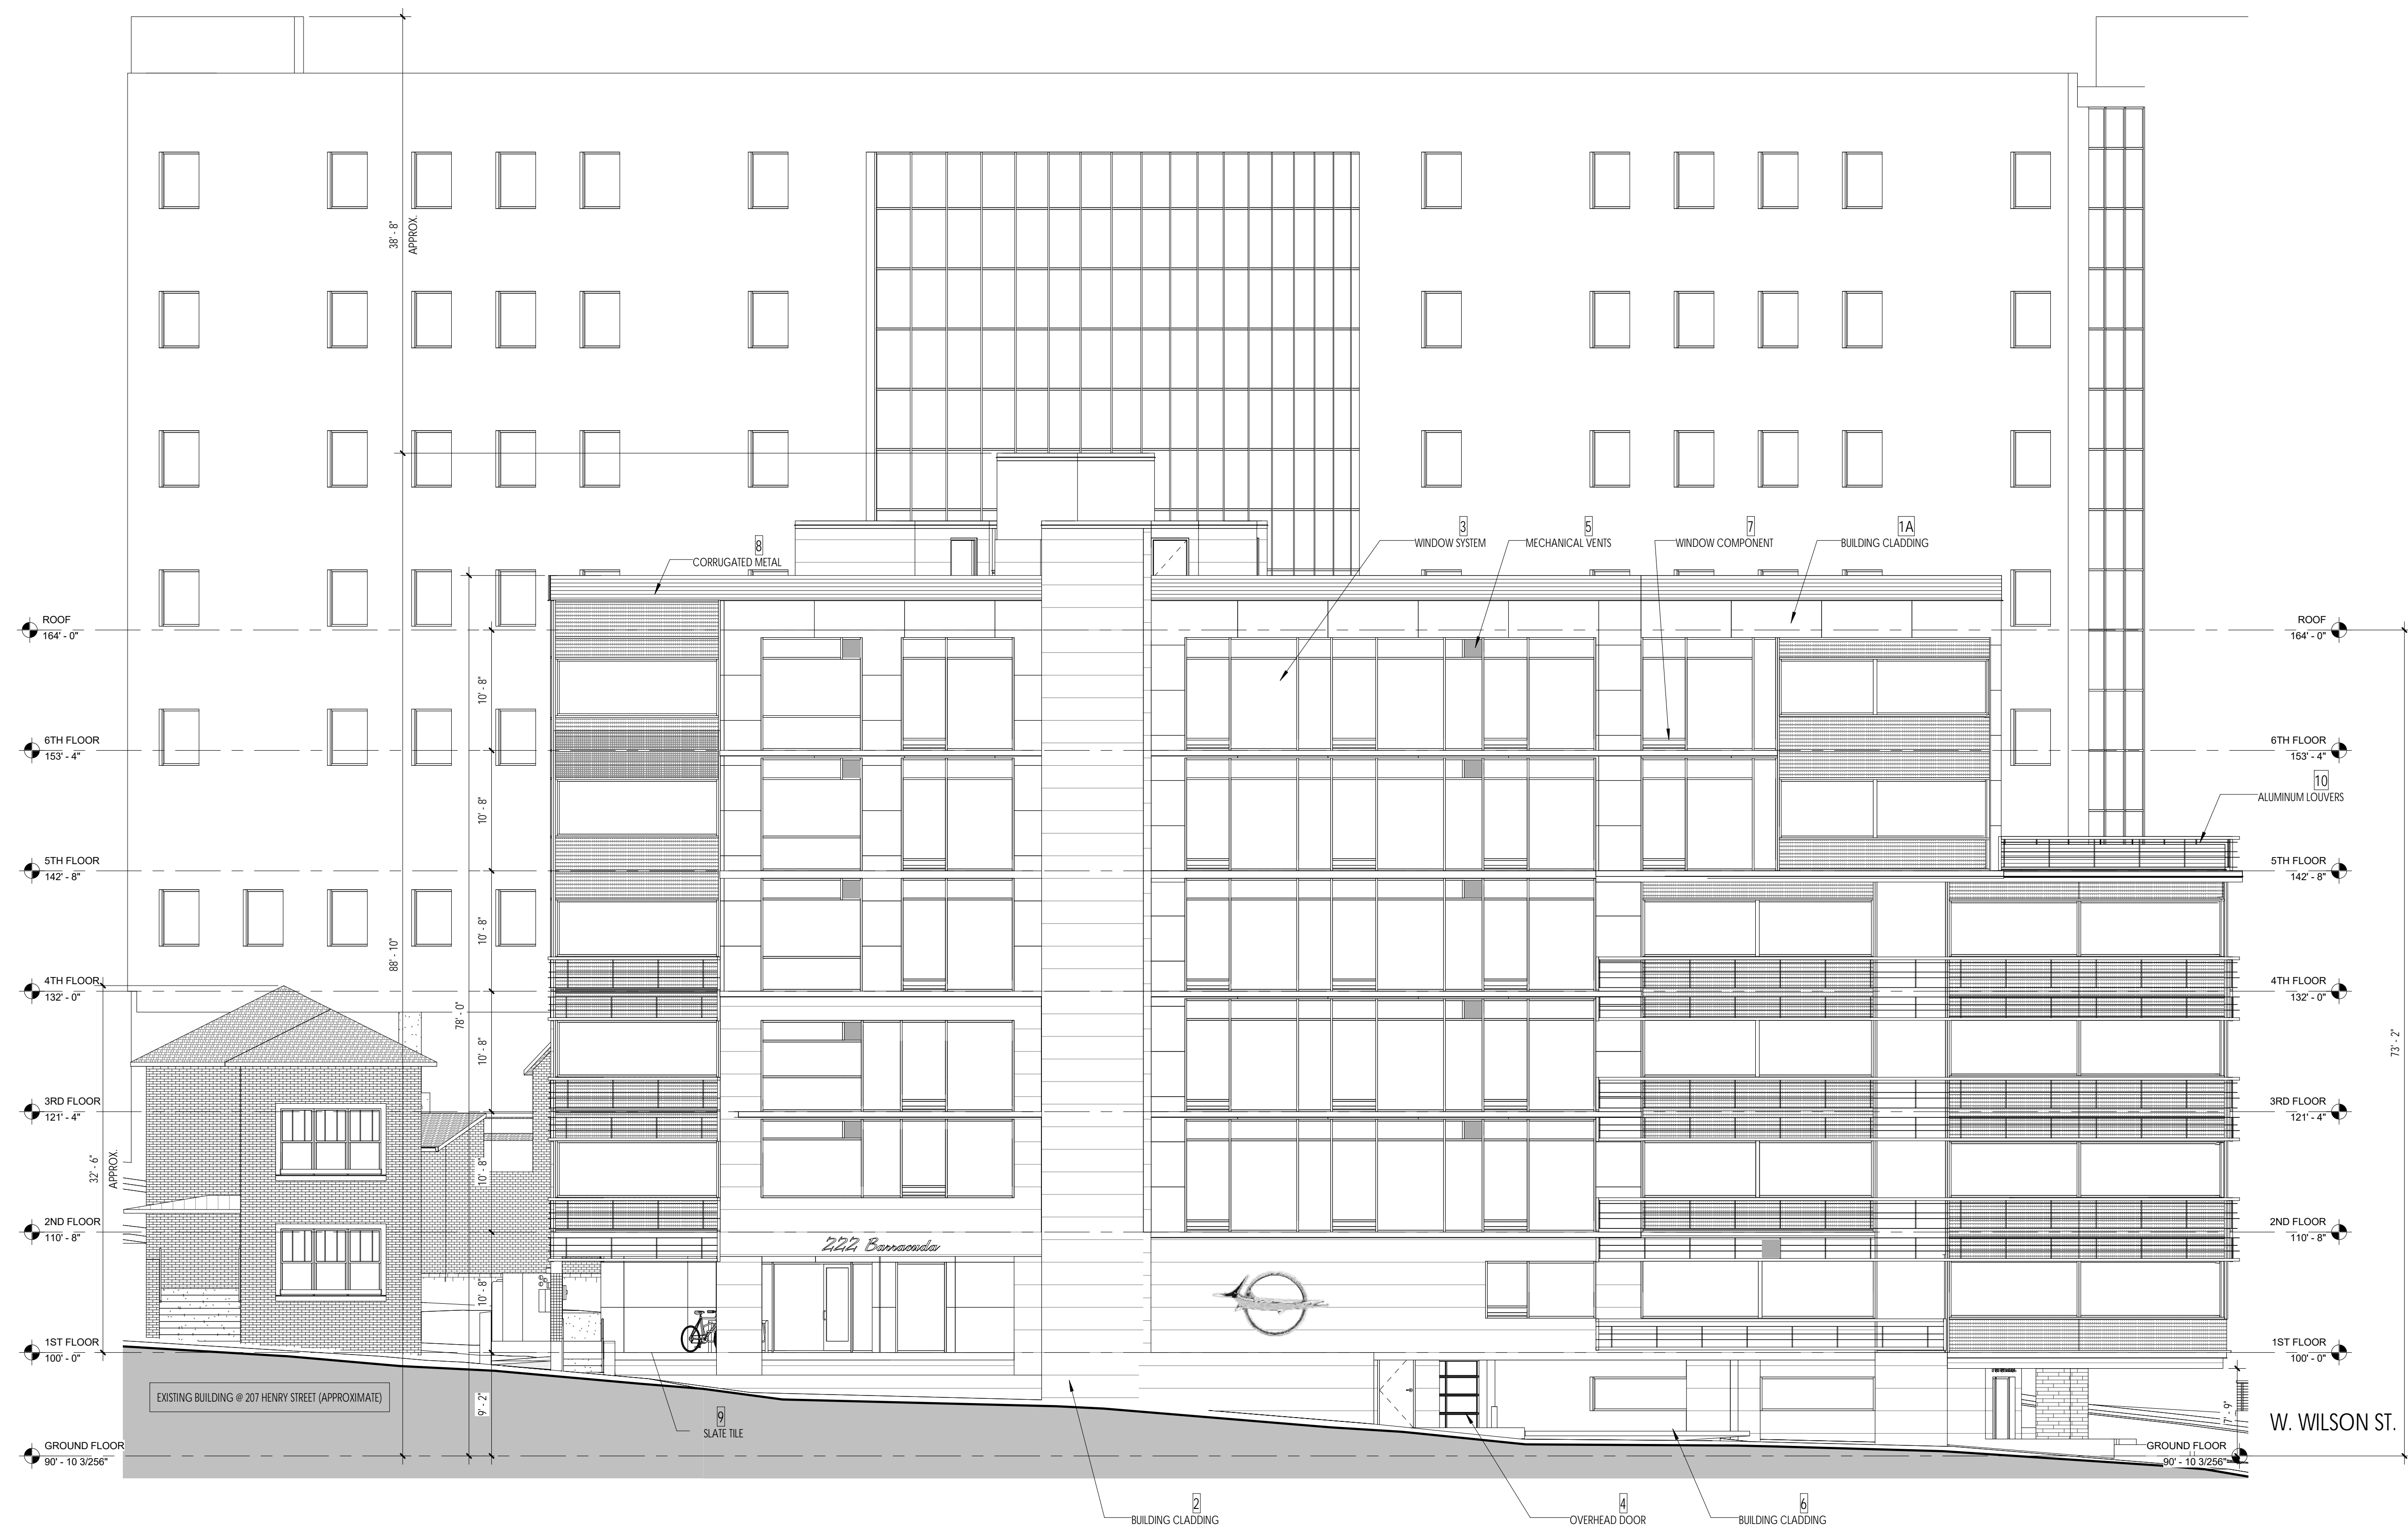 38' - 8"
APPROX.
3
WINDOW SYSTEM
5
MECHANICAL VENTS
7
WINDOW COMPONENT
1A
BUILDING CLADDING
8
CORRUGATED METAL
ROOF
164' - 0"
ROOF
164' - 0"
10' - 8"
6TH FLOOR
153' - 4"
6TH FLOOR
153' - 4"
10
ALUMINUM LOUVERS
10' - 8"
5TH FLOOR
142' - 8"
5TH FLOOR
142' - 8"
10' - 8"
88' - 10"
4TH FLOOR
132' - 0"
4TH FLOOR
132' - 0"
78' - 0"
10' - 8"
73' - 2"
3RD FLOOR
121' - 4"
3RD FLOOR
121' - 4"
32' - 6"
APPROX.
10' - 8"
2ND FLOOR
110' - 8"
2ND FLOOR
110' - 8"
222 Barracuda
10' - 8"
1ST FLOOR
100' - 0"
1ST FLOOR
100' - 0"
EXISTING BUILDING @ 207 HENRY STREET (APPROXIMATE)
9' - 2"
7' - 9"
9
SLATE TILE
W. WILSON ST.
GROUND FLOOR
90' - 10 3/256"
GROUND FLOOR
90' - 10 3/256"
2
BUILDING CLADDING
4
OVERHEAD DOOR
6
BUILDING CLADDING